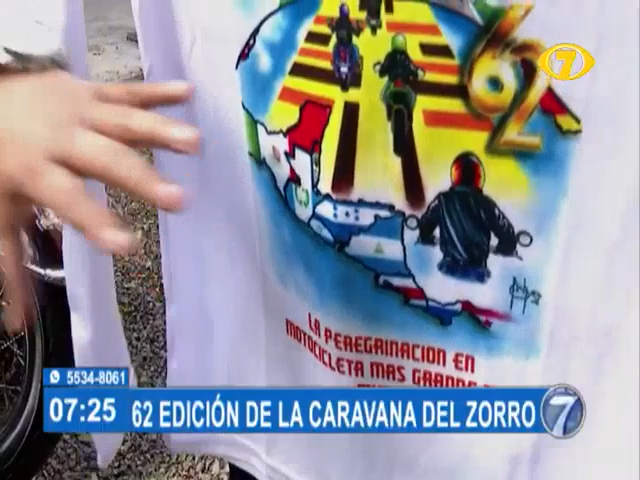 62
7
LA PEREGRINACION EN
MOTOCICLETA MAS GRANDE
5534-8061
07:25
62 EDICIÓN DE LA CARAVANA DEL ZORRO
7